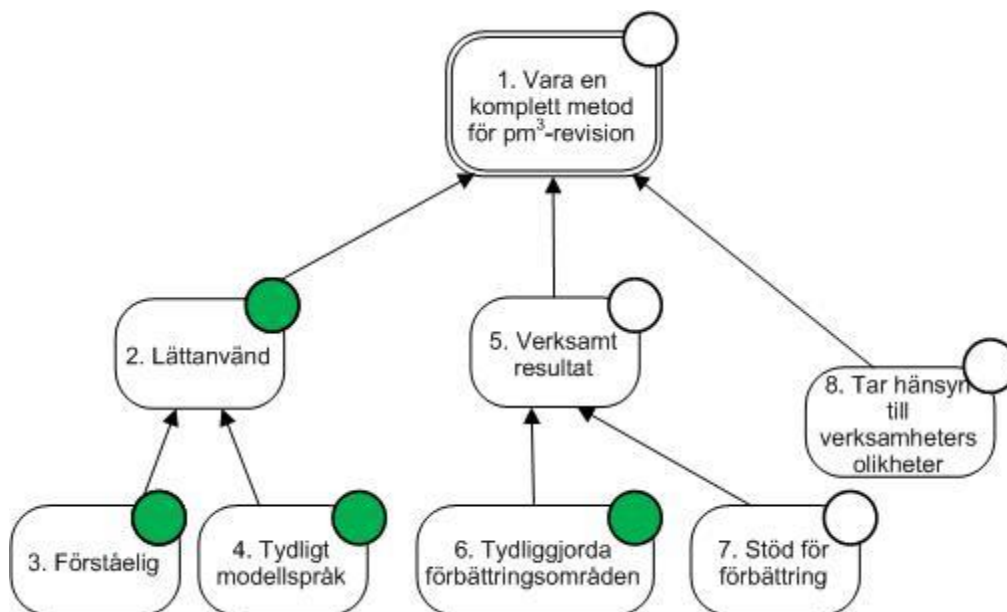 1. Vara en
komplett metod
för pm³-revision
2. Lättanvänd
5. Verksamt
resultat
8. Tar hänsyn
till
verksamheters
olikheter
3. Förståelig
4. Tydligt
modellspråk
6. Tydliggjorda
förbättringsområden
7. Stöd för
förbättring